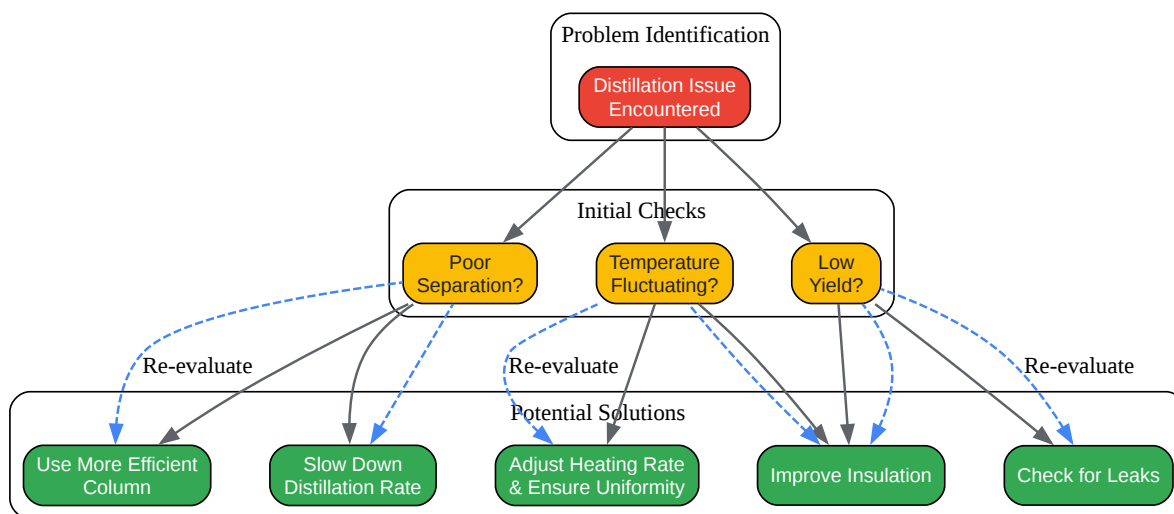 Problem Identification
Distillation Issue
Encountered
Initial Checks
Poor
Separation?
Temperature
Fluctuating?
Low
Yield?
Re-evaluate
Re-evaluate
Re-evaluate
Potential Solutions
Use More Efficient
Column
Slow Down
Distillation Rate
Adjust Heating Rate
& Ensure Uniformity
Improve Insulation
Check for Leaks